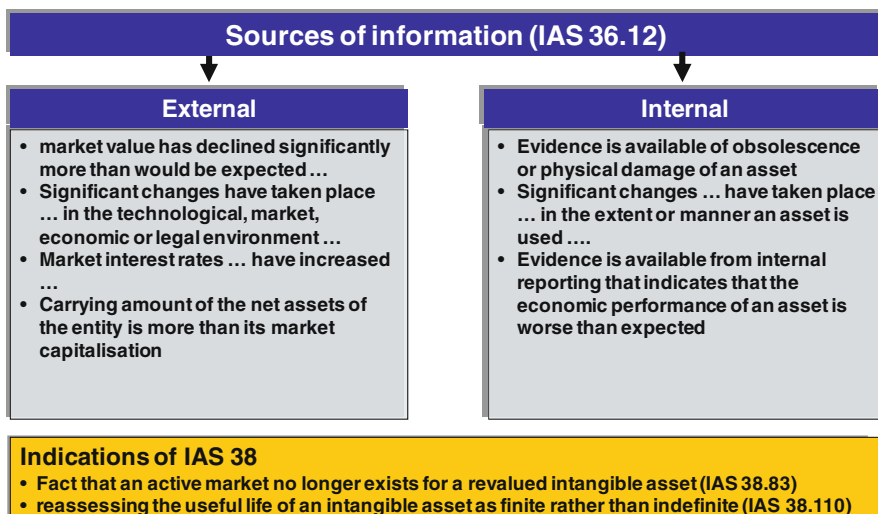 Sources of information (IAS 36.12)
External
• market value has declined significantly
more than would be expected …
• Significant changes have taken place
… in the technological, market,
economic or legal environment …
• Market interest rates … have increased
…
• Carrying amount of the net assets of
the entity is more than its market
capitalisation
Internal
• Evidence is available of obsolescence
or physical damage of an asset
• Significant changes … have taken place
… in the extent or manner an asset is
used ….
• Evidence is available from internal
reporting that indicates that the
economic performance of an asset is
worse than expected
Indications of IAS 38
• Fact that an active market no longer exists for a revalued intangible asset (IAS 38.83)
• reassessing the useful life of an intangible asset as finite rather than indefinite (IAS 38.110)